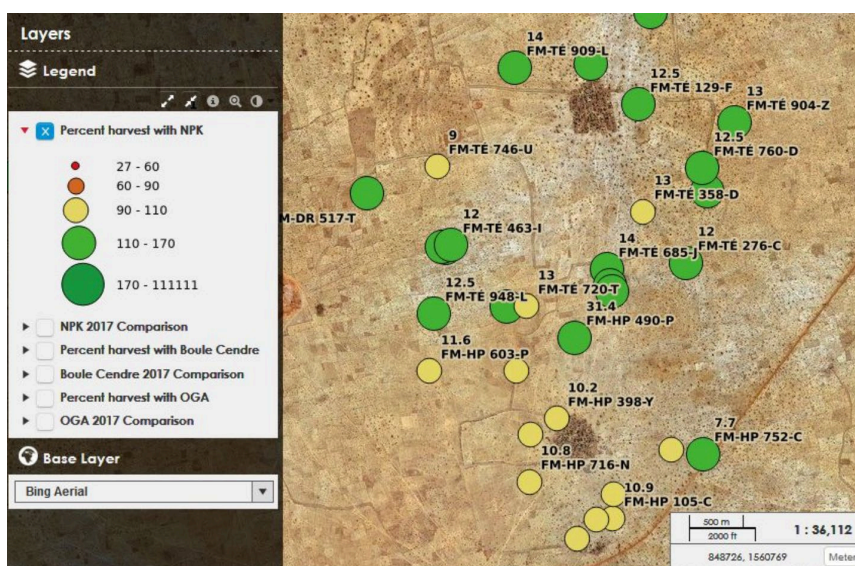 Layers
Legend
Percent harvest with NPK
27 - 60
60 - 90
90 - 110
110 - 170
170 - 111111
NPK 2017 Comparison
Percent harvest with Boule Cendre
Boule Cendre 2017 Comparison
Percent harvest with OGA
OGA 2017 Comparison
Base Layer
Bing Aerial
14
FM-TÉ 909-L
12.5
FM-TÉ 129-F
13
FM-TÉ 904-Z
12.5
FM-TÉ 760-D
9
FM-TÉ 746-U
13
FM-TÉ 358-D
M-DR 517-T
12
FM-TÉ 463-I
14
FM-TÉ 685-J
12
FM-TÉ 276-C
12.5
FM-TÉ 948-L
13
FM-TÉ 720-T
31.4
FM-HP 490-P
11.6
FM-HP 603-P
10.2
FM-HP 398-Y
7.7
FM-HP 752-C
10.8
FM-HP 716-N
10.9
FM-HP 105-C
500 m
2000 ft
1 : 36,112
848726, 1560769
Meter